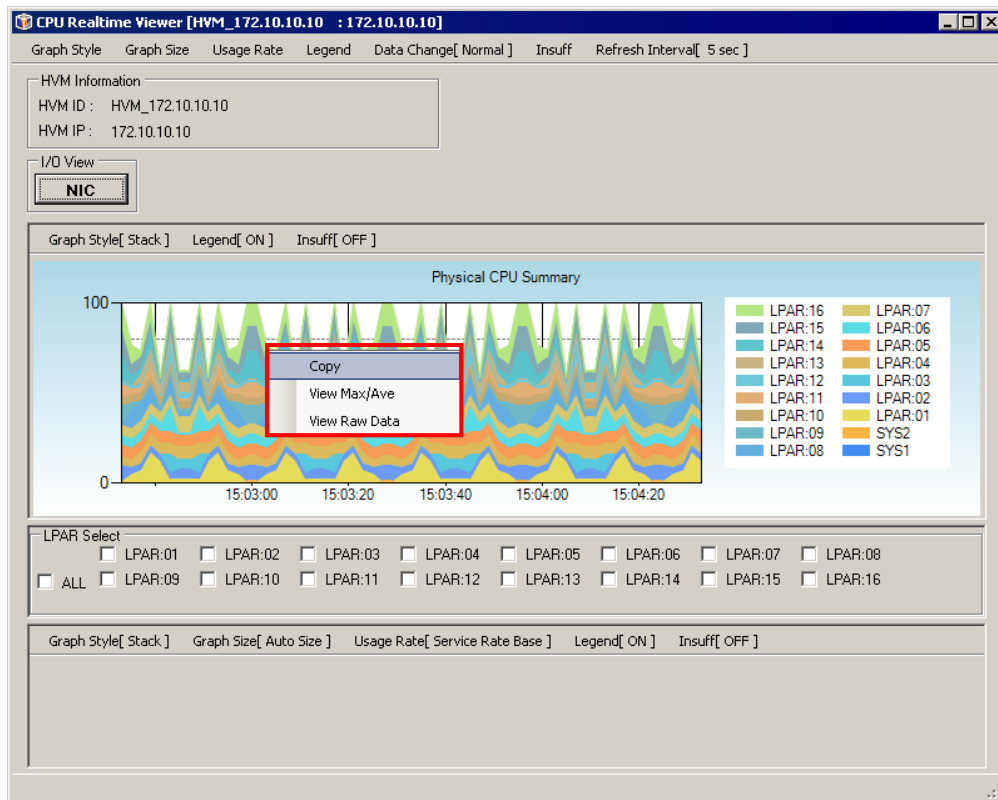 CPU Realtime Viewer [HVM_172.10.10.10 : 172.10.10.10]
Graph Style Graph Size Usage Rate Legend Data Change[ Normal ] Insuff Refresh Interval[ 5 sec ]
HVM Information
HVM ID : HVM_172.10.10.10
HVM IP : 172.10.10.10
I/O View
NIC
Graph Style[ Stack ] Legend[ ON ] Insuff[ OFF ]
Physical CPU Summary
100
0
15:03:00 15:03:20 15:03:40 15:04:00 15:04:20
Copy
View Max/Ave
View Raw Data
LPAR:16 LPAR:07
LPAR:15 LPAR:06
LPAR:14 LPAR:05
LPAR:13 LPAR:04
LPAR:12 LPAR:03
LPAR:11 LPAR:02
LPAR:10 LPAR:01
LPAR:09 SYS2
LPAR:08 SYS1
LPAR Select
LPAR:01 LPAR:02 LPAR:03 LPAR:04 LPAR:05 LPAR:06 LPAR:07 LPAR:08
ALL LPAR:09 LPAR:10 LPAR:11 LPAR:12 LPAR:13 LPAR:14 LPAR:15 LPAR:16
Graph Style[ Stack ] Graph Size[ Auto Size ] Usage Rate[ Service Rate Base ] Legend[ ON ] Insuff[ OFF ]